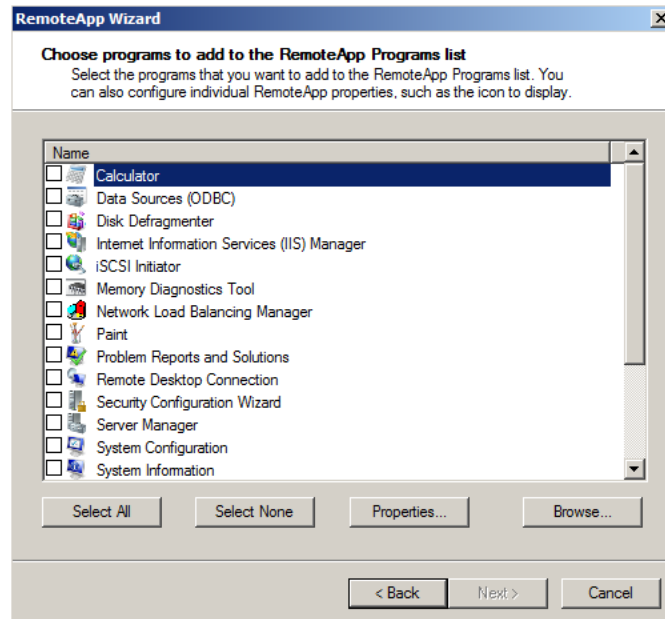 RemoteApp Wizard
Choose programs to add to the RemoteApp Programs list
Select the programs that you want to add to the RemoteApp Programs list. You
can also configure individual RemoteApp properties, such as the icon to display.
Name
Calculator
Data Sources (ODBC)
Disk Defragmenter
Internet Information Services (IIS) Manager
iSCSI Initiator
Memory Diagnostics Tool
Network Load Balancing Manager
Paint
Problem Reports and Solutions
Remote Desktop Connection
Security Configuration Wizard
Server Manager
System Configuration
System Information
Select All Select None Properties... Browse...
< Back Next > Cancel